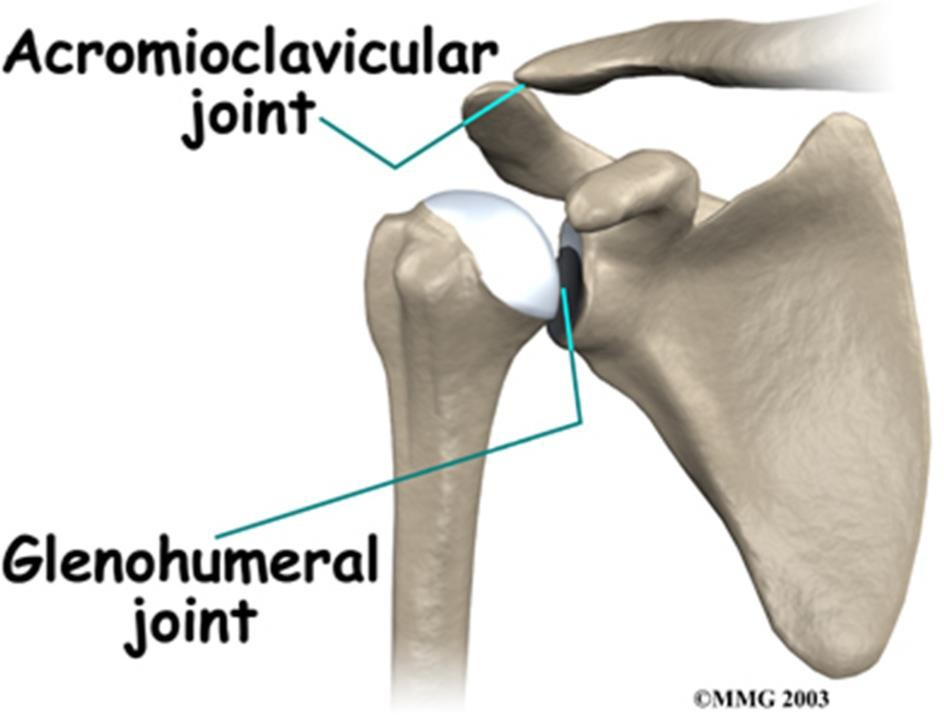 Acromioclavicular
joint
Glenohumeral
joint
©MMG 2003